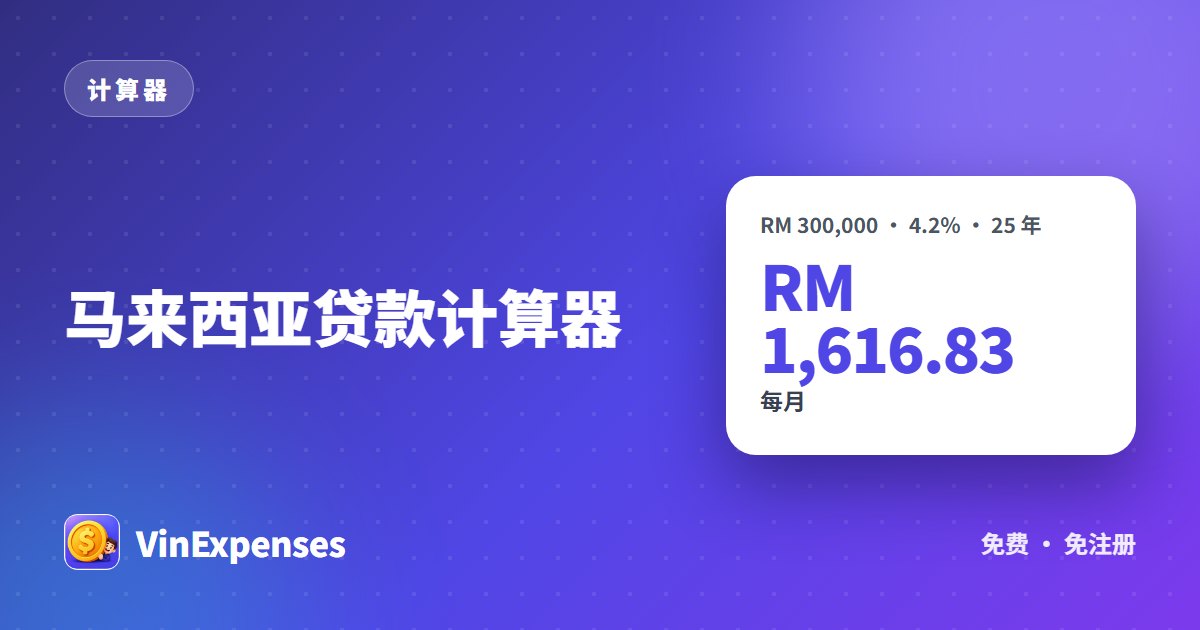 计算器
马来西亚贷款计算器
RM 300,000 · 4.2% · 25 年
RM
1,616.83
每月
VinExpenses
免费 · 免注册